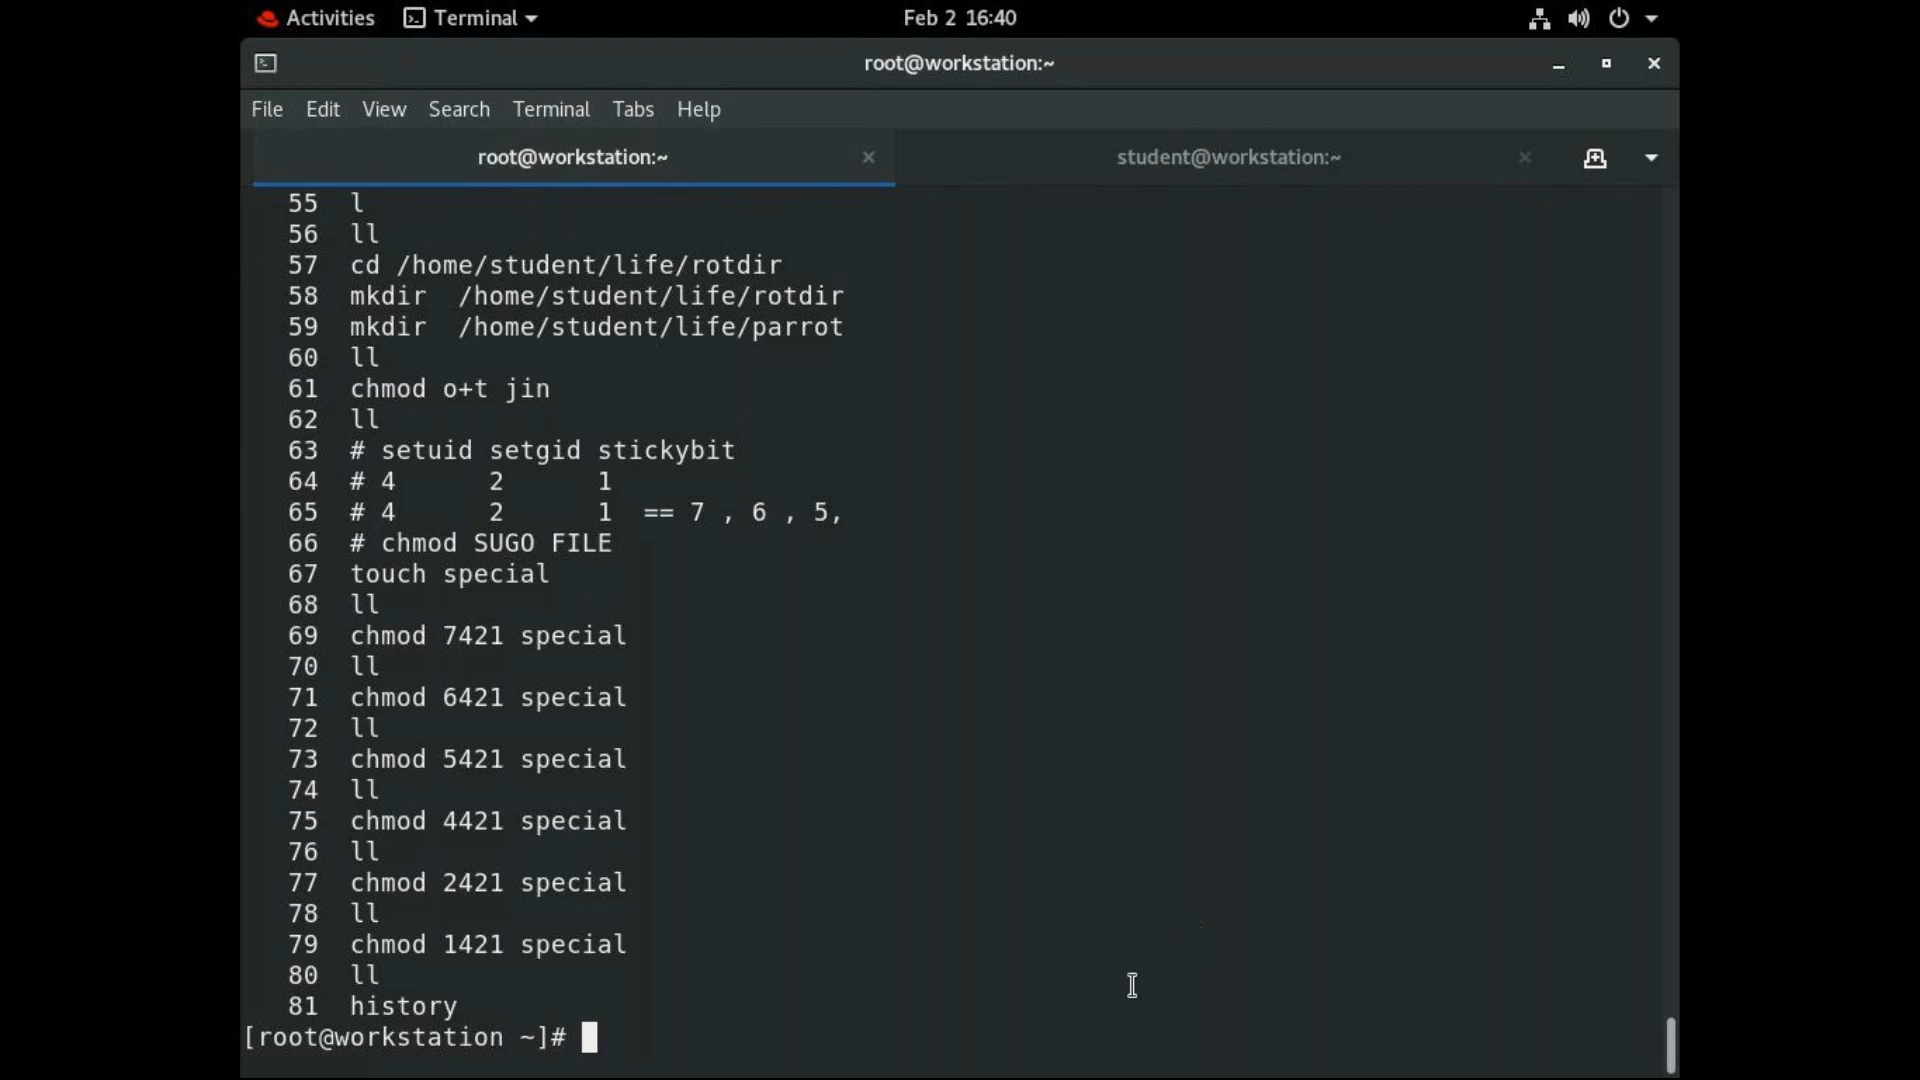 Activities Terminal Feb 2 16:40
root@workstation:~
File Edit View Search Terminal Tabs Help
root@workstation:~ student@workstation:~
55 l
56 ll
57 cd /home/student/life/rotdir
58 mkdir  /home/student/life/rotdir
59 mkdir  /home/student/life/parrot
60 ll
61 chmod o+t jin
62 ll
63 # setuid setgid stickybit
64 # 4      2      1
65 # 4      2      1  == 7 , 6 , 5,
66 # chmod SUGO FILE
67 touch special
68 ll
69 chmod 7421 special
70 ll
71 chmod 6421 special
72 ll
73 chmod 5421 special
74 ll
75 chmod 4421 special
76 ll
77 chmod 2421 special
78 ll
79 chmod 1421 special
80 ll
81 history
[root@workstation ~]#